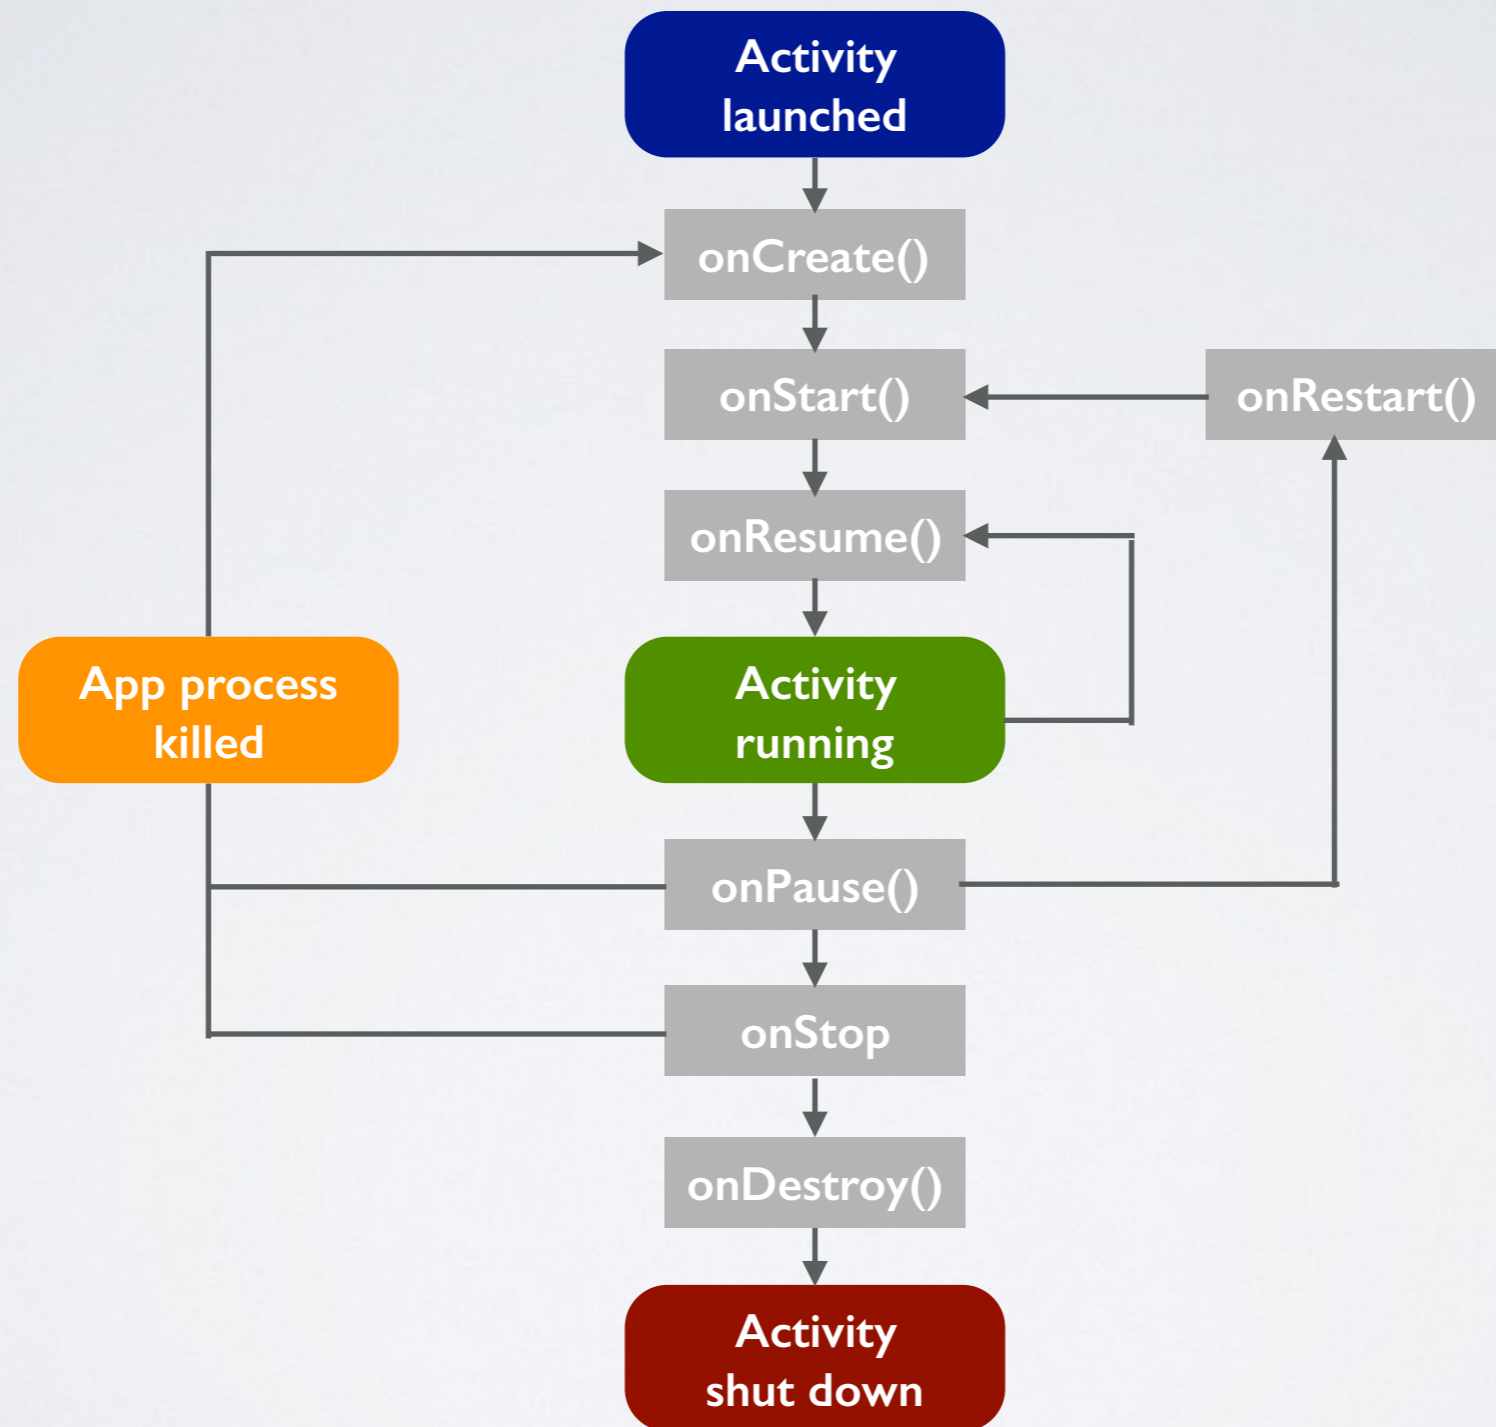 Activity
launched
onCreate()
onStart()
onRestart()
onResume()
App process
killed
Activity
running
onPause()
onStop
onDestroy()
Activity
shut down